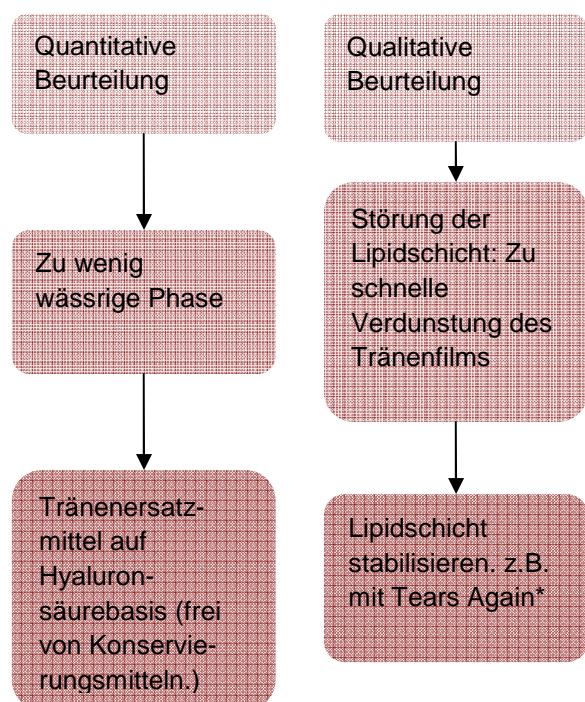 Quantitative
Beurteilung
Zu wenig
wässrige Phase
Tränenersatz-
mittel auf
Hyaluron-
säurebasis (frei
von Konservie-
rungsmitteln.)
Qualitative
Beurteilung
Störung der
Lipidschicht: Zu
schnelle
Verdunstung des
Tränenfilms
Lipidschicht
stabilisieren. z.B.
mit Tears Again*